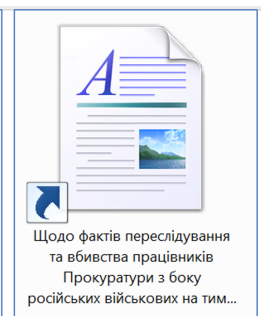 A
Щодо фактів переслідування
та вбивства працівників
Прокуратури з боку
російських військових на тим...